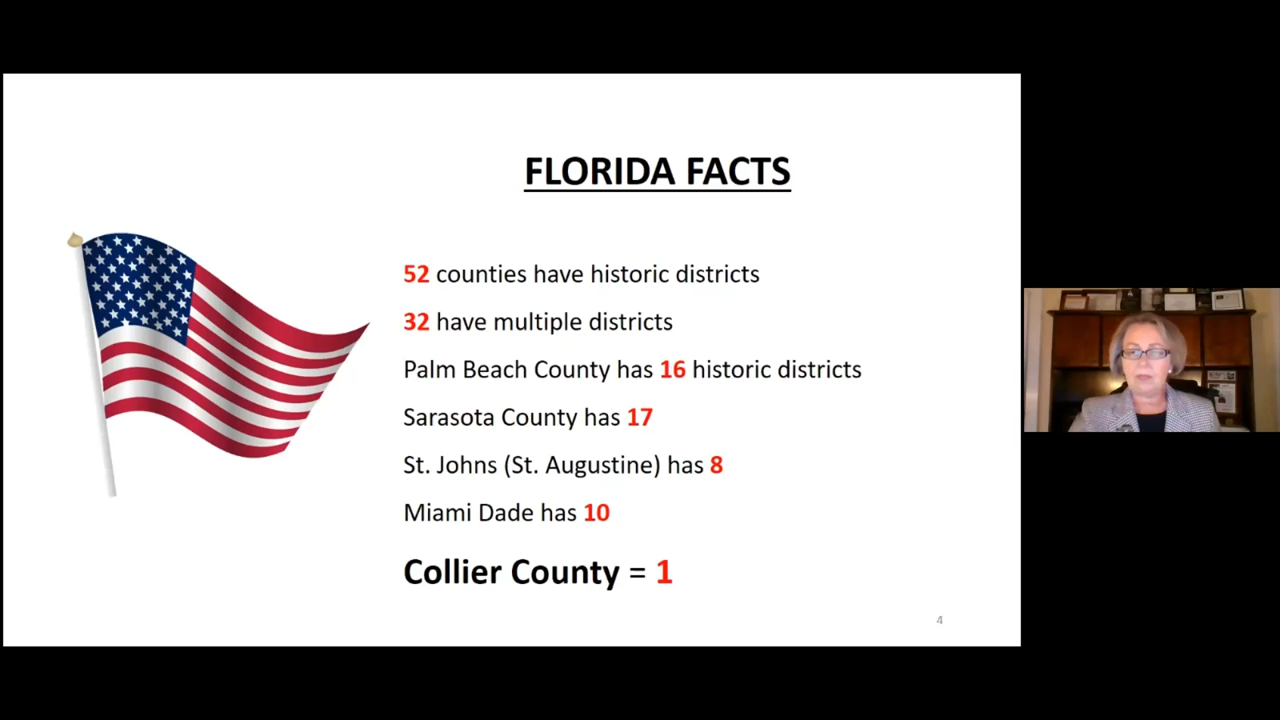 FLORIDA FACTS
52 counties have historic districts
32 have multiple districts
Palm Beach County has 16 historic districts
Sarasota County has 17
St. Johns (St. Augustine) has 8
Miami Dade has 10
Collier County = 1
4